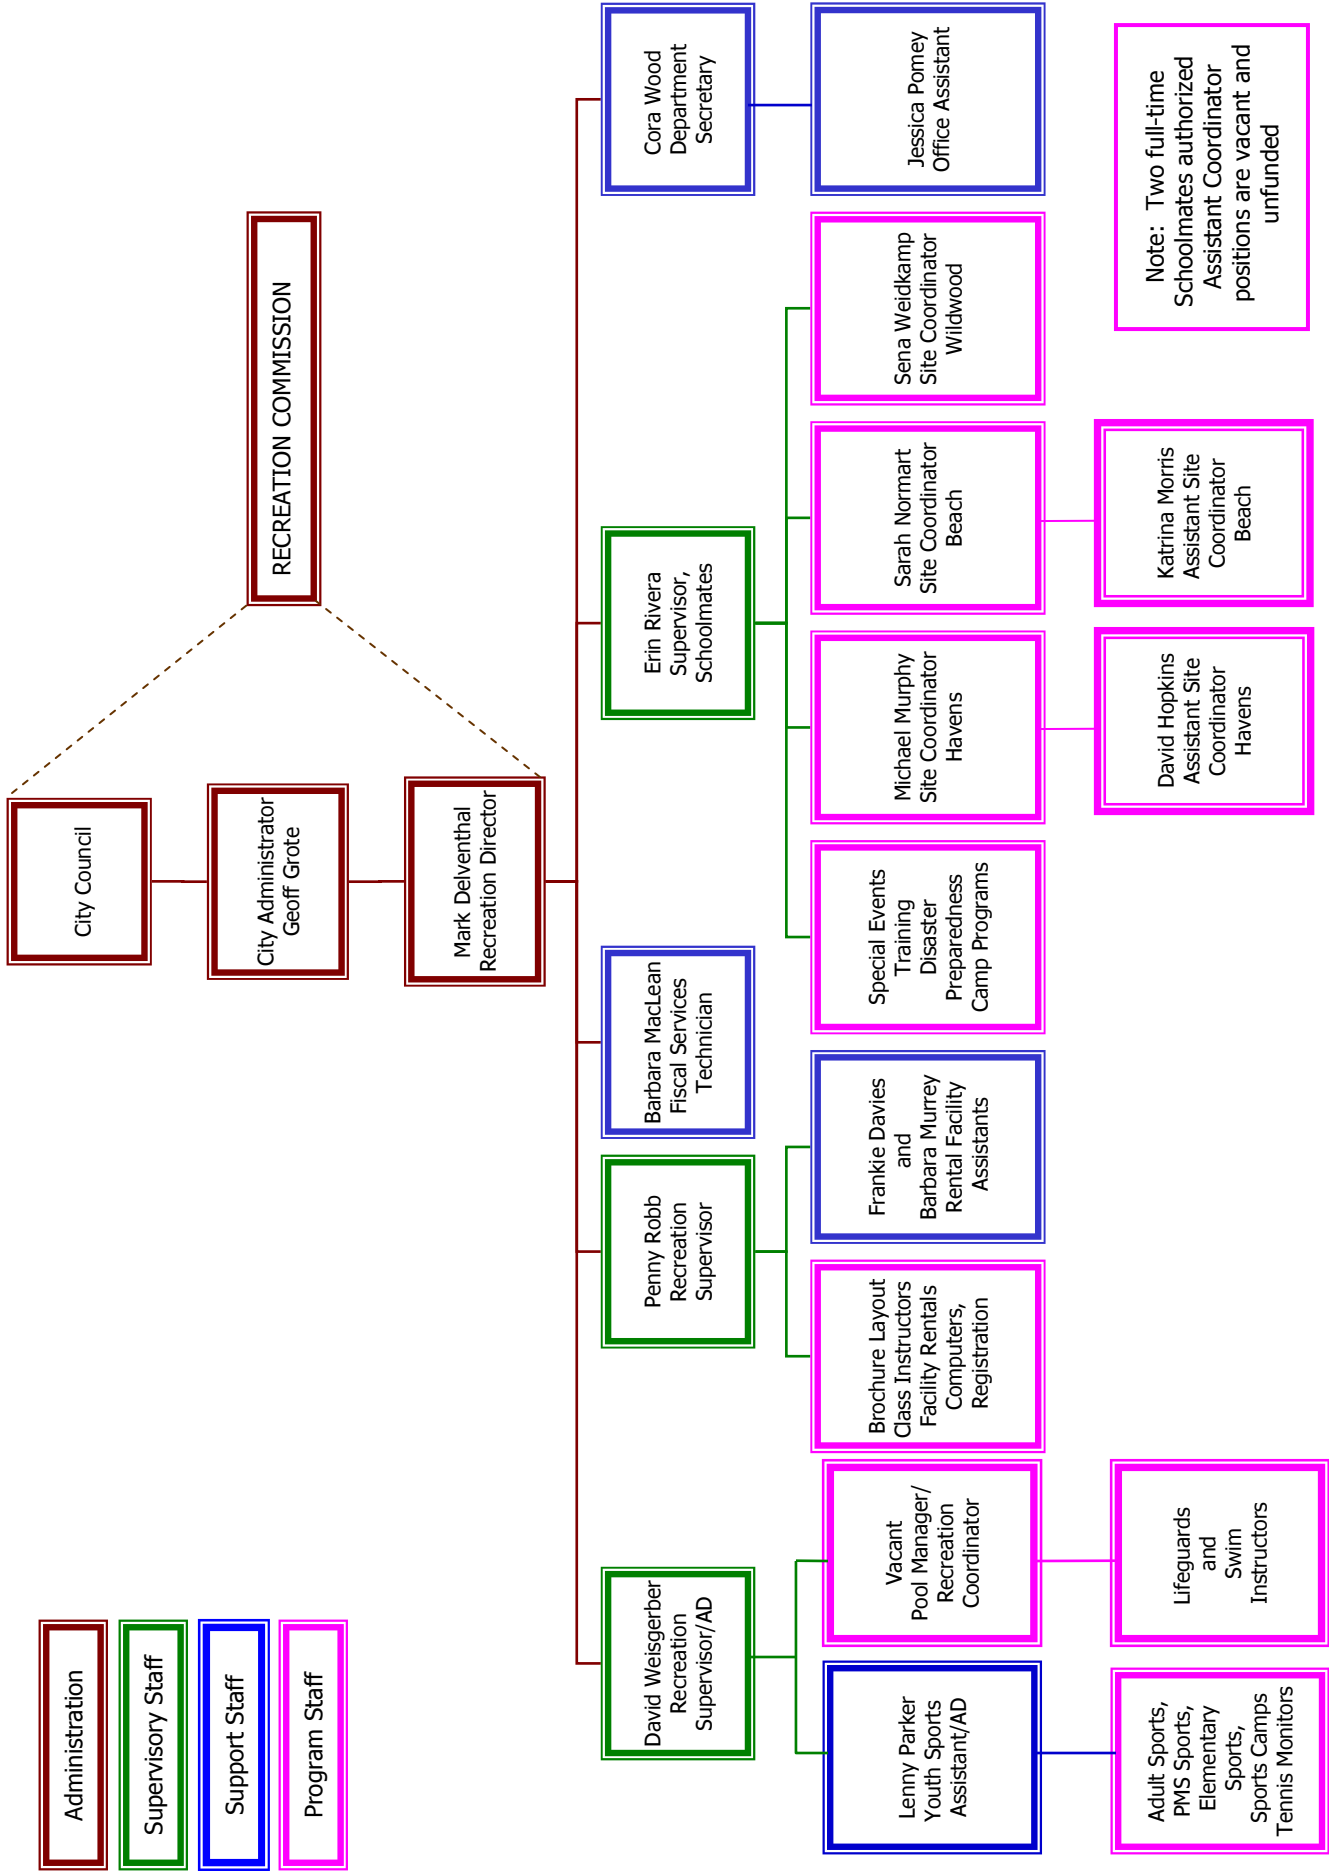 Administration
Supervisory Staff
Support Staff
Program Staff
City Council
City Administrator
Geoff Grote
Mark Delventhal
Recreation Director
RECREATION COMMISSION
David Weisgerber
Recreation
Supervisor/AD
Penny Robb
Recreation
Supervisor
Barbara MacLean
Fiscal Services
Technician
Erin Rivera
Supervisor,
Schoolmates
Cora Wood
Department
Secretary
Lenny Parker
Youth Sports
Assistant/AD
Vacant
Pool Manager/
Recreation
Coordinator
Brochure Layout
Class Instructors
Facility Rentals
Computers,
Registration
Frankie Davies
and
Barbara Murrey
Rental Facility
Assistants
Special Events
Training
Disaster
Preparedness
Camp Programs
Michael Murphy
Site Coordinator
Havens
Sarah Normart
Site Coordinator
Beach
Sena Weidkamp
Site Coordinator
Wildwood
Jessica Pomey
Office Assistant
Adult Sports,
PMS Sports,
Elementary
Sports,
Sports Camps
Tennis Monitors
Lifeguards
and
Swim
Instructors
David Hopkins
Assistant Site
Coordinator
Havens
Katrina Morris
Assistant Site
Coordinator
Beach
Note: Two full-time
Schoolmates authorized
Assistant Coordinator
positions are vacant and
unfunded